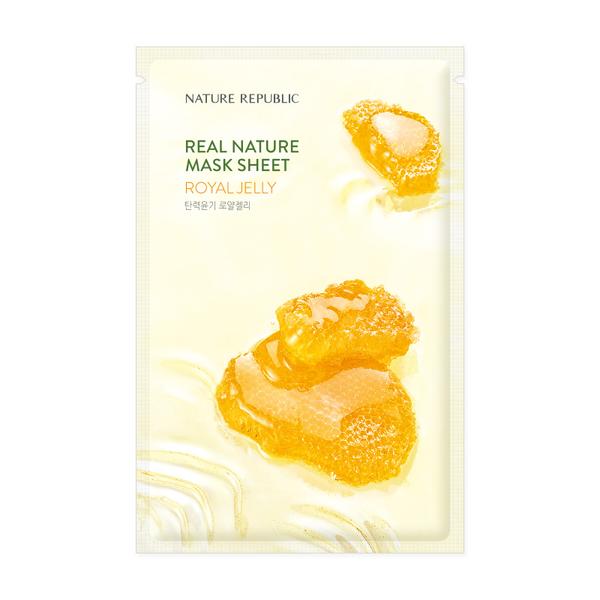 NATURE REPUBLIC
REAL NATURE
MASK SHEET
ROYAL JELLY
탄력윤기 로얄젤리